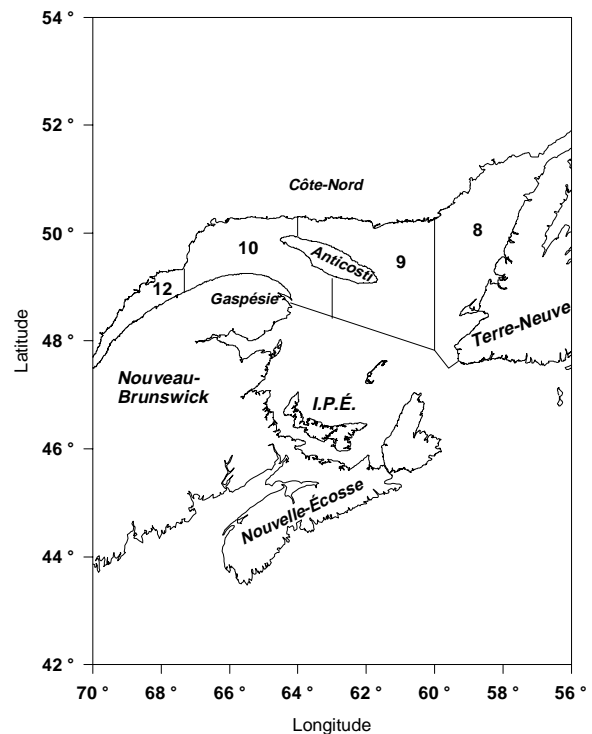 54 °
52 °
50 °
48 °
46 °
44 °
42 °
Latitude
Côte-Nord
8
10
9
Anticosti
12
Gaspésie
Terre-Neuve
Nouveau-
Brunswick
I.P.É.
Nouvelle-Écosse
70 ° 68 ° 66 ° 64 ° 62 ° 60 ° 58 ° 56 °
Longitude